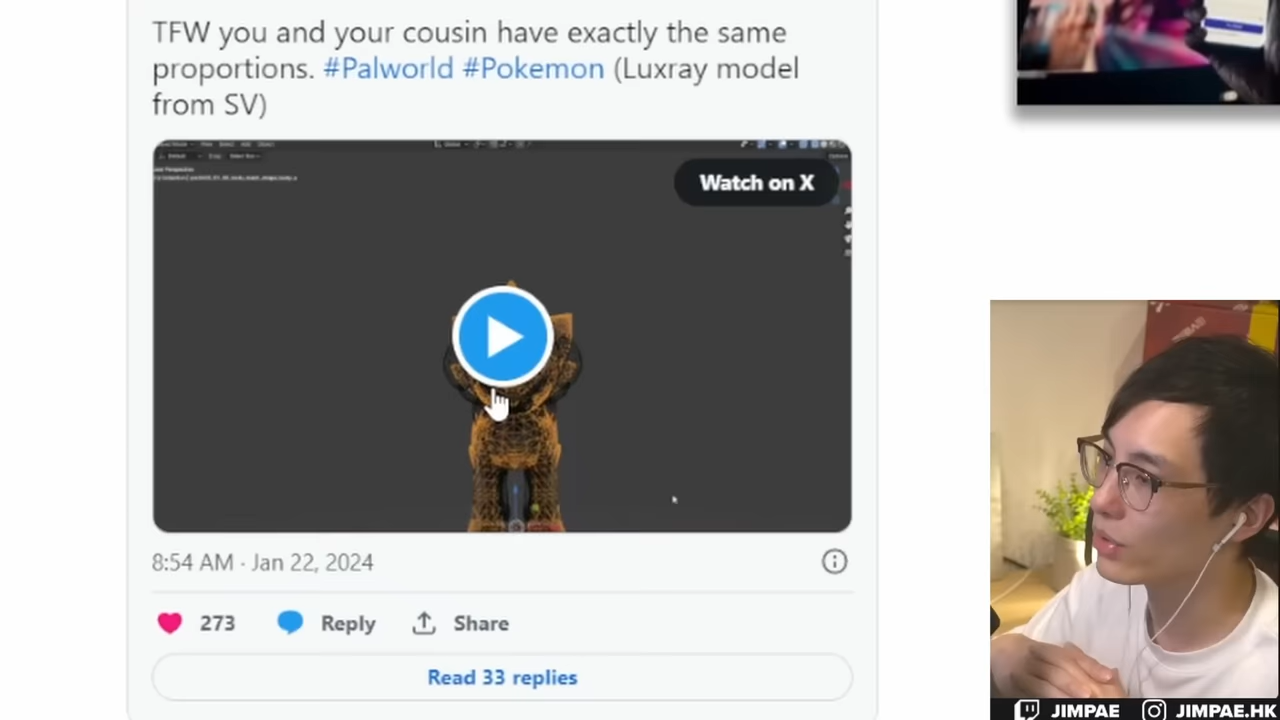 TFW you and your cousin have exactly the same
proportions. #Palworld #Pokemon (Luxray model
from SV)
Watch on X
8:54 AM · Jan 22, 2024
273
Reply
Share
Read 33 replies
JIMPAE
JIMPAE.HK